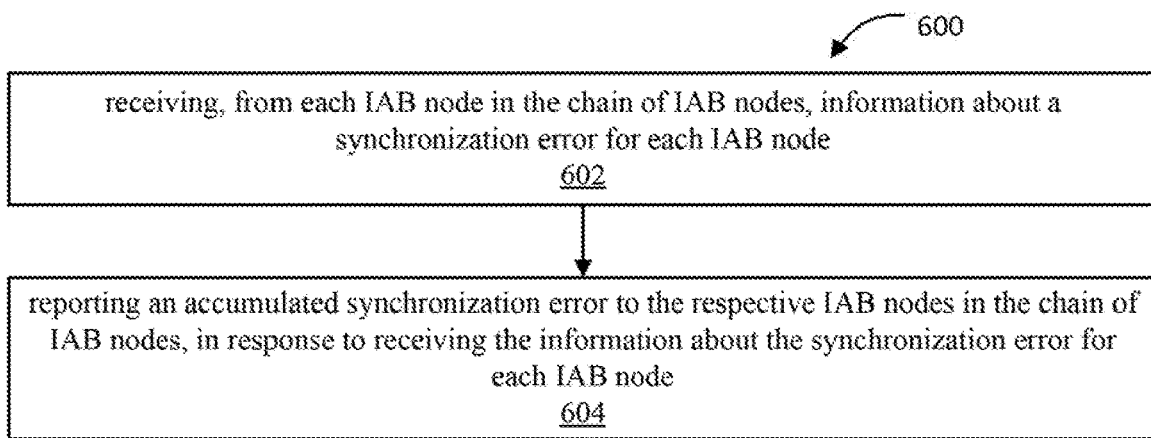 600
receiving, from each IAB node in the chain of IAB nodes, information about a
synchronization error for each IAB node
602
reporting an accumulated synchronization error to the respective IAB nodes in the chain of
IAB nodes, in response to receiving the information about the synchronization error for
each IAB node
604